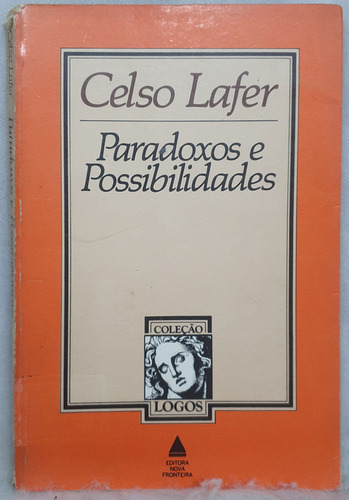 Celso Lafer
Paradoxos e
Possibilidades
COLEÇÃO
LOGOS
EDITORA
NOVA
FRONTEIRA